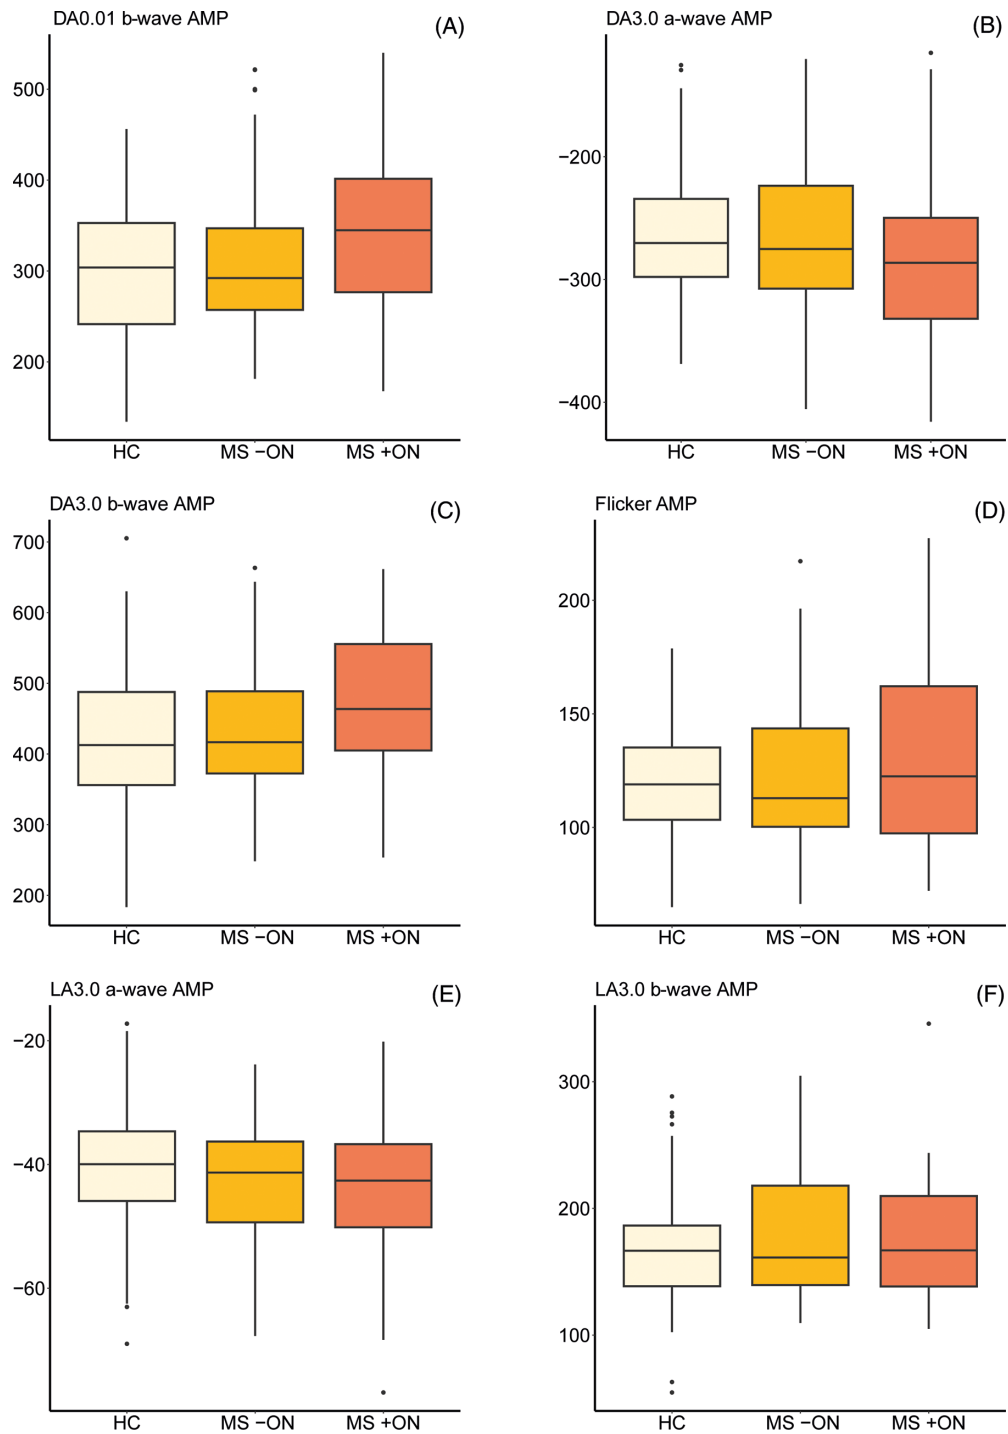 DA0.01 b-wave AMP
(A)
500
400
300
200
HC
MS −ON
MS +ON
DA3.0 a-wave AMP
(B)
−200
−300
−400
HC
MS −ON
MS +ON
DA3.0 b-wave AMP
(C)
700
600
500
400
300
200
HC
MS −ON
MS +ON
Flicker AMP
(D)
200
150
100
HC
MS −ON
MS +ON
LA3.0 a-wave AMP
(E)
−20
−40
−60
HC
MS −ON
MS +ON
LA3.0 b-wave AMP
(F)
300
200
100
HC
MS −ON
MS +ON